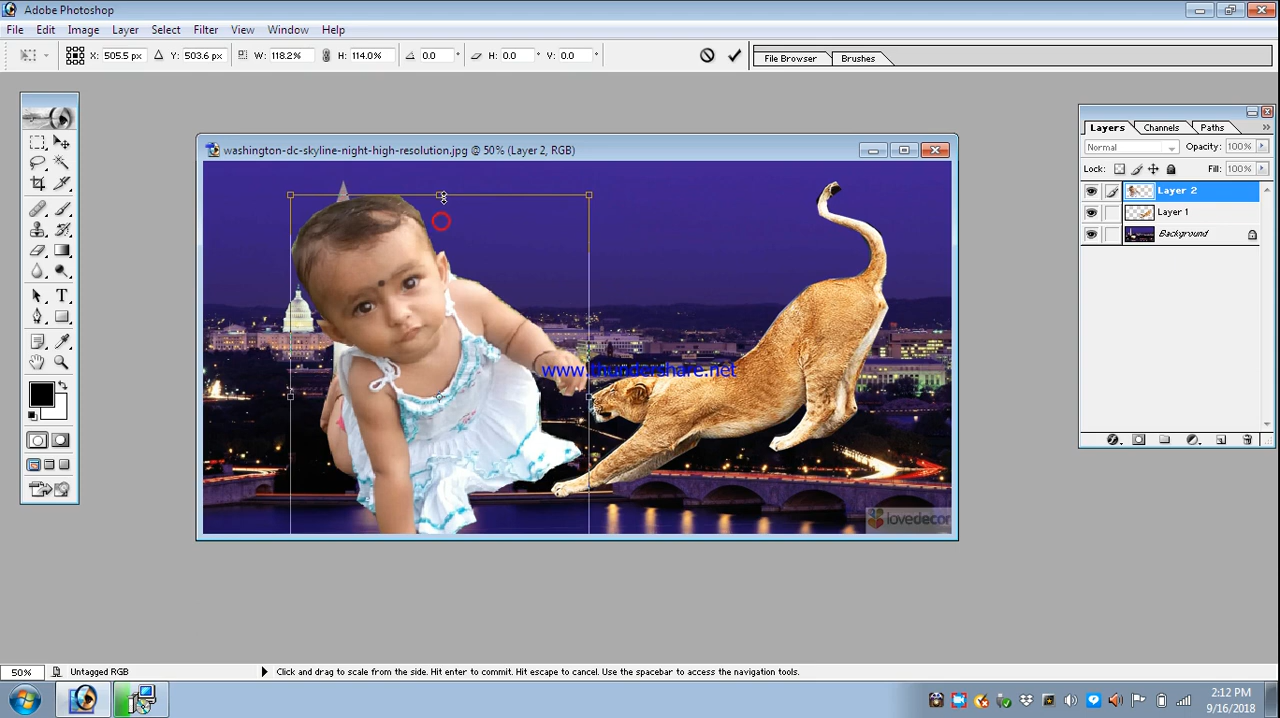 Adobe Photoshop
File Edit Image Layer Select Filter View Window Help
X: 505.5 px Y: 503.6 px W: 118.2% H: 114.0% 0.0 ° H: 0.0 ° V: 0.0 °
File Browser Brushes
washington-dc-skyline-night-high-resolution.jpg @ 50% (Layer 2, RGB)
Layers Channels Paths
Normal Opacity: 100%
Lock: Fill: 100%
Layer 2
Layer 1
Background
www.thundershare.net
lovedecor
T
50% Untagged RGB Click and drag to scale from the side. Hit enter to commit. Hit escape to cancel. Use the spacebar to access the navigation tools.
2:12 PM
9/16/2018